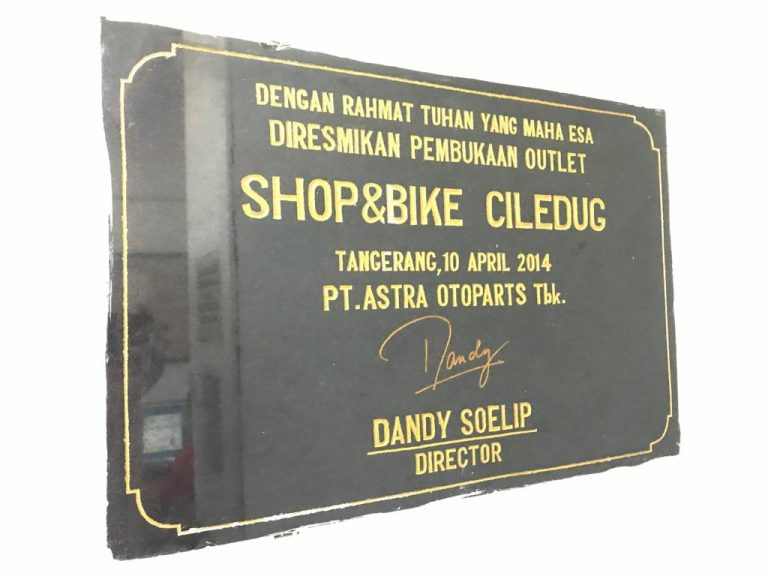 DENGAN RAHMAT TUHAN YANG MAHA ESA
DIRESMIKAN PEMBUKAAN OUTLET
SHOP&BIKE CILEDUG
TANGERANG,10 APRIL 2014
PT.ASTRA OTOPARTS Tbk.
Dandy
DANDY SOELIP
DIRECTOR